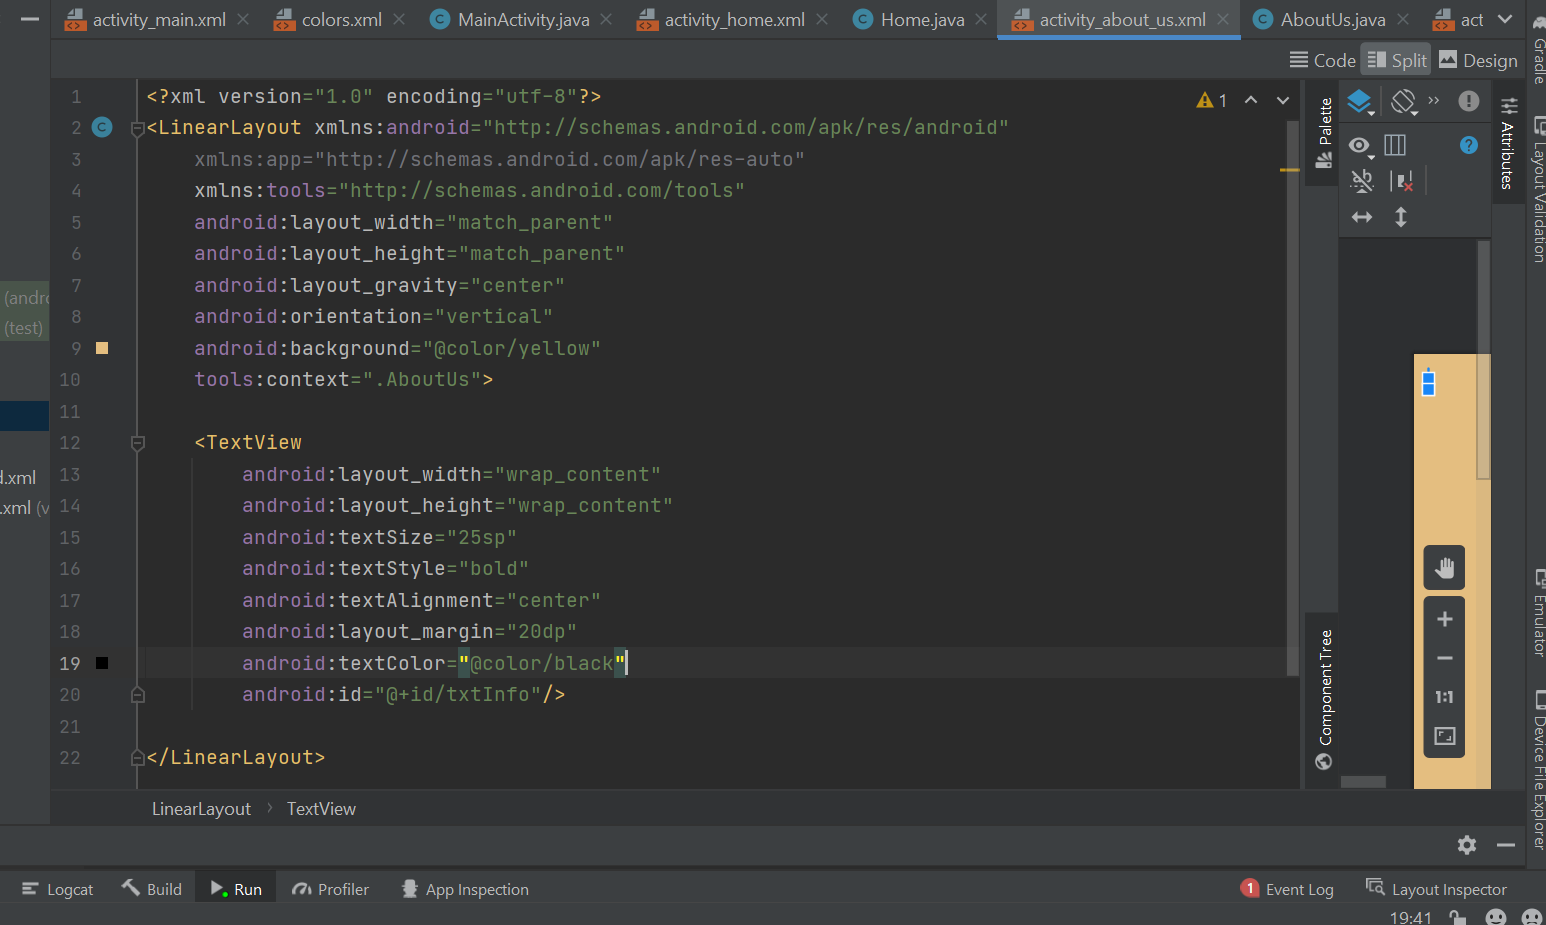 activity_main.xml colors.xml MainActivity.java activity_home.xml Home.java activity_about_us.xml AboutUs.java act
Code Split Design
1 <?xml version="1.0" encoding="utf-8"?>
2 <LinearLayout xmlns:android="http://schemas.android.com/apk/res/android"
3 xmlns:app="http://schemas.android.com/apk/res-auto"
4 xmlns:tools="http://schemas.android.com/tools"
5 android:layout_width="match_parent"
6 android:layout_height="match_parent"
7 android:layout_gravity="center"
8 android:orientation="vertical"
9 android:background="@color/yellow"
10 tools:context=".AboutUs">
11
12 <TextView
13 android:layout_width="wrap_content"
14 android:layout_height="wrap_content"
15 android:textSize="25sp"
16 android:textStyle="bold"
17 android:textAlignment="center"
18 android:layout_margin="20dp"
19 android:textColor="@color/black"
20 android:id="@+id/txtInfo"/>
21
22 </LinearLayout>
1
(andro
(test)
d.xml
.xml (v
Palette
Component Tree
Attributes
1:1
Gradle
Layout Validation
Emulator
Device File Explorer
LinearLayout TextView
Logcat Build Run Profiler App Inspection 1 Event Log Layout Inspector
19:41